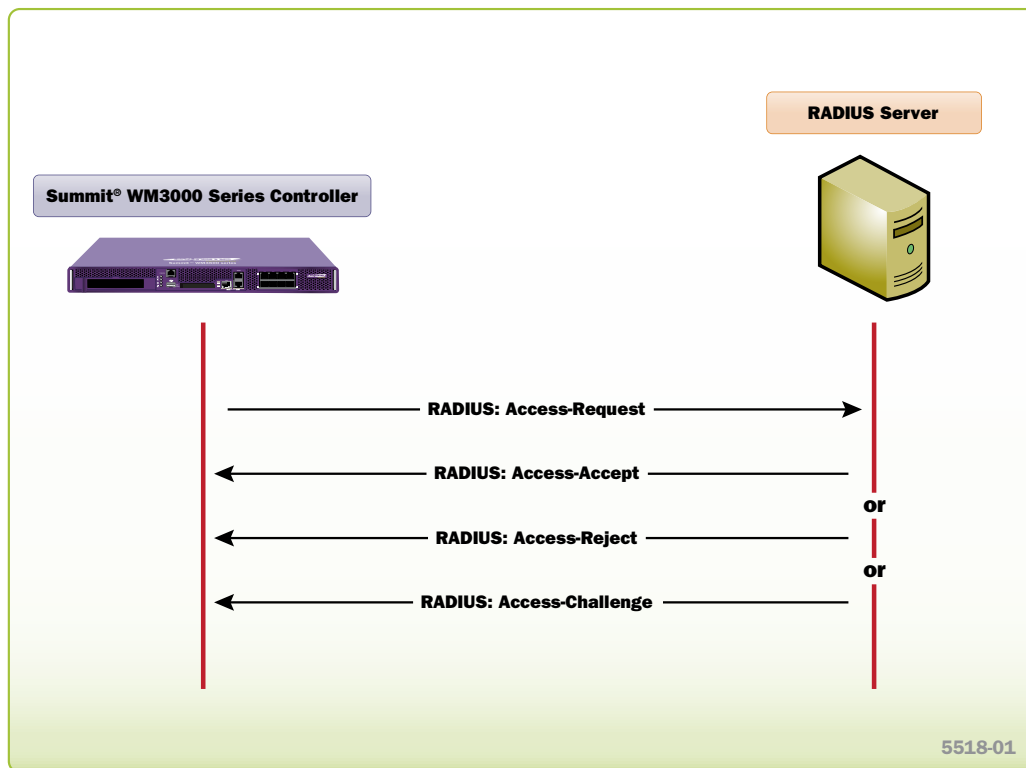 RADIUS Server
Summit® WM3000 Series Controller
RADIUS: Access-Request
RADIUS: Access-Accept
or
RADIUS: Access-Reject
or
RADIUS: Access-Challenge
5518-01